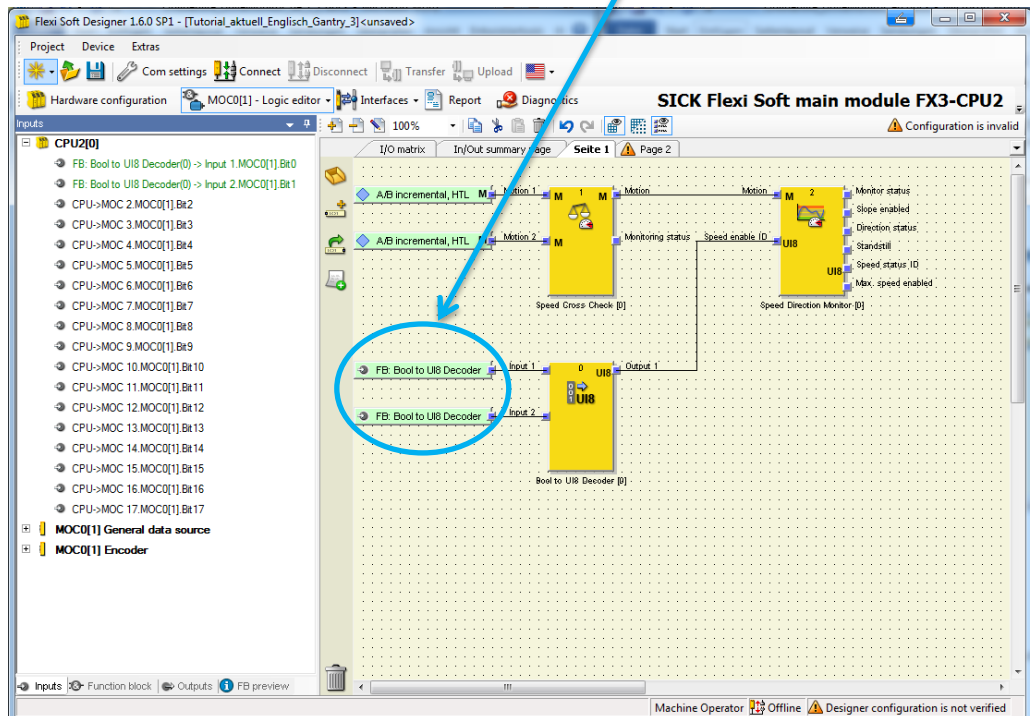 Flexi Soft Designer 1.6.0 SP1 - [Tutorial_aktuell_Englisch_Gantry_3]<unsaved>
Project Device Extras
Com settings Connect Disconnect Transfer Upload
Hardware configuration MOC0[1] - Logic editor Interfaces Report Diagnostics SICK Flexi Soft main module FX3-CPU2
Inputs 100% Configuration is invalid
I/O matrix In/Out summary page Seite 1 Page 2
CPU2[0]
FB: Bool to UI8 Decoder(0) -> Input 1.MOC0[1].Bit0
FB: Bool to UI8 Decoder(0) -> Input 2.MOC0[1].Bit1
CPU->MOC 2.MOC0[1].Bit2
CPU->MOC 3.MOC0[1].Bit3
CPU->MOC 4.MOC0[1].Bit4
CPU->MOC 5.MOC0[1].Bit5
CPU->MOC 6.MOC0[1].Bit6
CPU->MOC 7.MOC0[1].Bit7
CPU->MOC 8.MOC0[1].Bit8
CPU->MOC 9.MOC0[1].Bit9
CPU->MOC 10.MOC0[1].Bit10
CPU->MOC 11.MOC0[1].Bit11
CPU->MOC 12.MOC0[1].Bit12
CPU->MOC 13.MOC0[1].Bit13
CPU->MOC 14.MOC0[1].Bit14
CPU->MOC 15.MOC0[1].Bit15
CPU->MOC 16.MOC0[1].Bit16
CPU->MOC 17.MOC0[1].Bit17
MOC0[1] General data source
MOC0[1] Encoder
A/B incremental, HTL M Motion 1 M 1 M Motion Motion M 2 Monitor status
Slope enabled
Direction status
A/B incremental, HTL Motion 2 M Monitoring status Speed enable ID UI8 Standstill
UI8 Speed status ID
Max. speed enabled
Speed Cross Check [0] Speed Direction Monitor [0]
FB: Bool to UI8 Decoder Input 1 0 UI8 Output 1
UI8
FB: Bool to UI8 Decoder Input 2
Bool to UI8 Decoder [0]
Inputs Function block Outputs FB preview
Machine Operator Offline Designer configuration is not verified